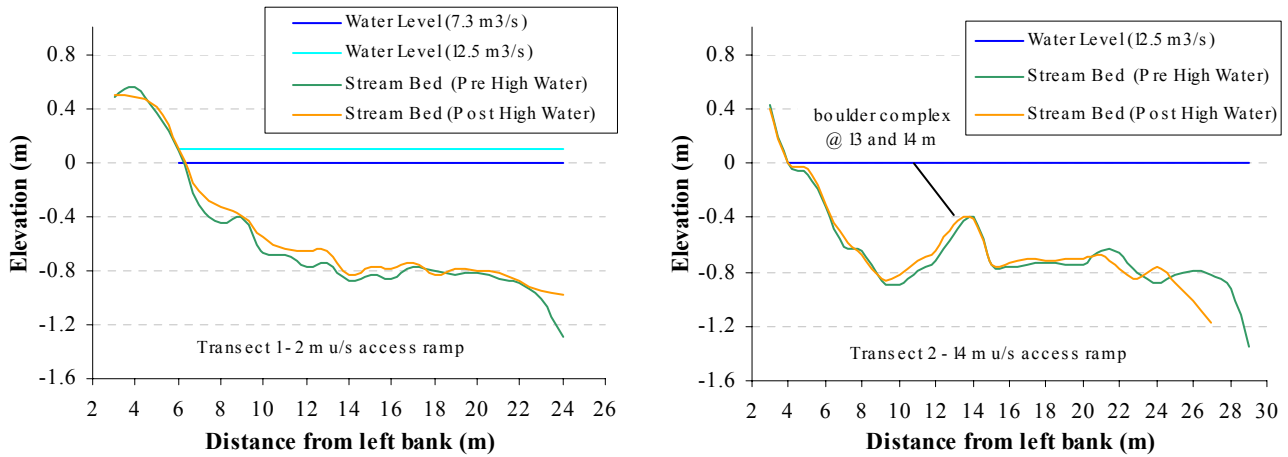 0.8
0.4
0
-0.4
-0.8
-1.2
-1.6
Elevation (m)
Water Level (7.3 m3/s)
Water Level (12.5 m3/s)
Stream Bed (Pre High Water)
Stream Bed (Post High Water)
Transect 1 - 2 m u/s access ramp
2 4 6 8 10 12 14 16 18 20 22 24 26
Distance from left bank (m)
0.8
0.4
0
-0.4
-0.8
-1.2
-1.6
Elevation (m)
Water Level (12.5 m3/s)
Stream Bed (Pre High Water)
Stream Bed (Post High Water)
boulder complex
@ 13 and 14 m
Transect 2 - 14 m u/s access ramp
2 4 6 8 10 12 14 16 18 20 22 24 26 28 30
Distance from left bank (m)